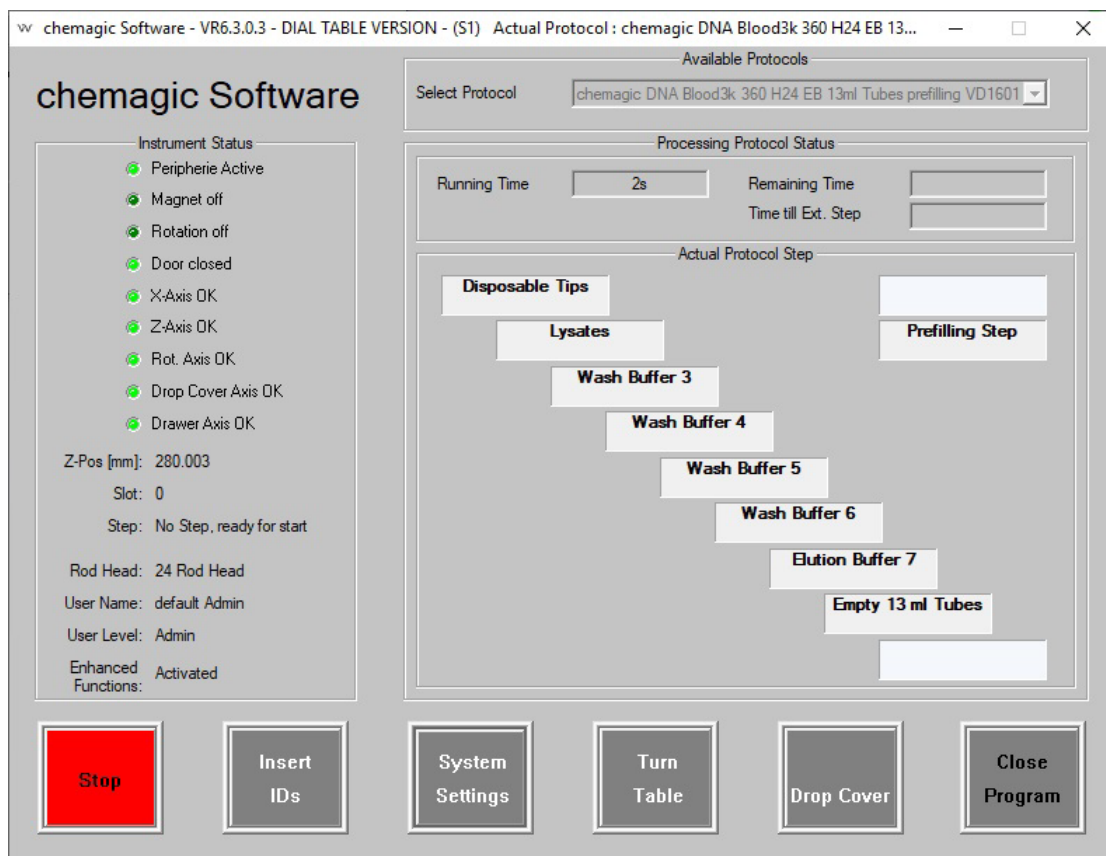 chemagic Software - VR6.3.0.3 - DIAL TABLE VERSION - (S1) Actual Protocol : chemagic DNA Blood3k 360 H24 EB 13...
chemagic Software
Available Protocols
Select Protocol
chemagic DNA Blood3k 360 H24 EB 13ml Tubes prefilling VD1601
Instrument Status
Peripherie Active
Magnet off
Rotation off
Door closed
X-Axis OK
Z-Axis OK
Rot. Axis OK
Drop Cover Axis OK
Drawer Axis OK
Z-Pos [mm]: 280.003
Slot: 0
Step: No Step, ready for start
Rod Head: 24 Rod Head
User Name: default Admin
User Level: Admin
Enhanced
Functions: Activated
Processing Protocol Status
Running Time 2s Remaining Time
Time till Ext. Step
Actual Protocol Step
Disposable Tips
Lysates Prefilling Step
Wash Buffer 3
Wash Buffer 4
Wash Buffer 5
Wash Buffer 6
Elution Buffer 7
Empty 13 ml Tubes
Stop
Insert
IDs
System
Settings
Turn
Table
Drop Cover
Close
Program